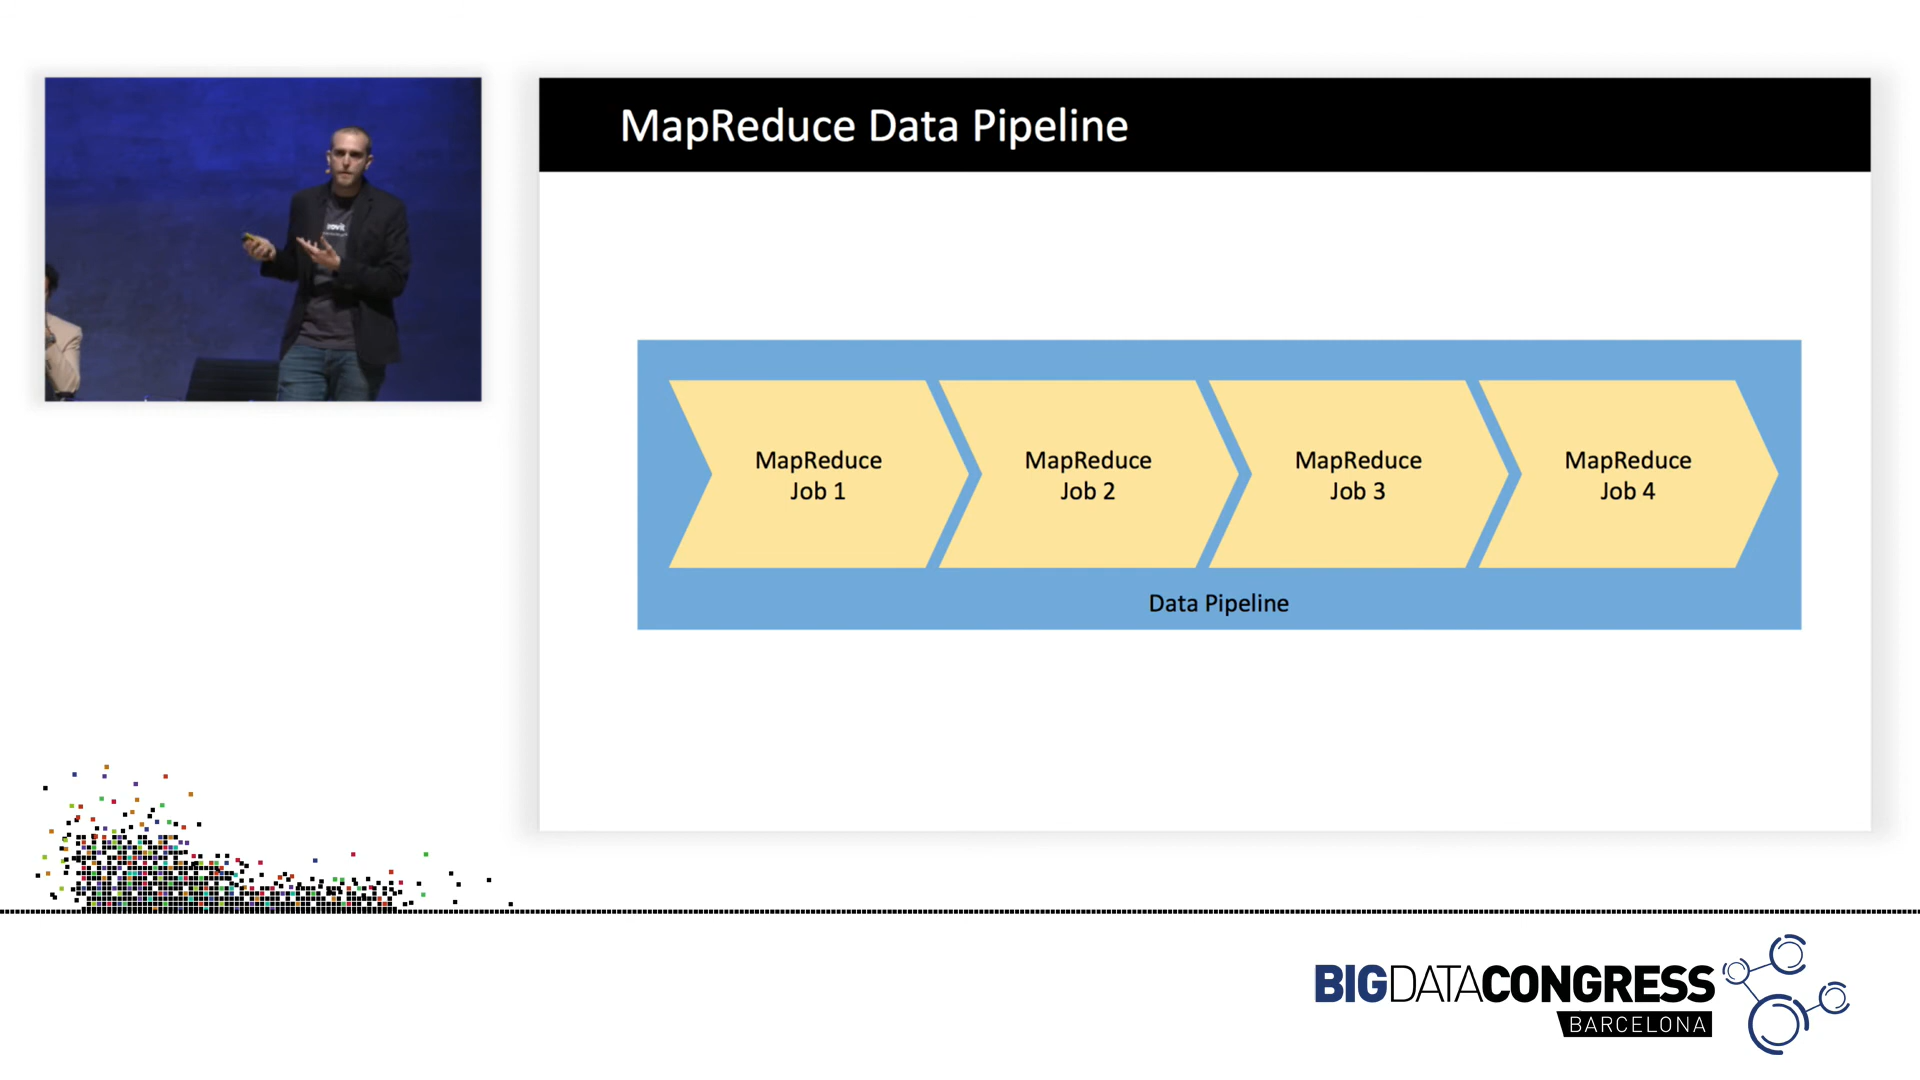 MapReduce Data Pipeline
MapReduce
Job 1
MapReduce
Job 2
MapReduce
Job 3
MapReduce
Job 4
Data Pipeline
BIGDATACONGRESS
BARCELONA